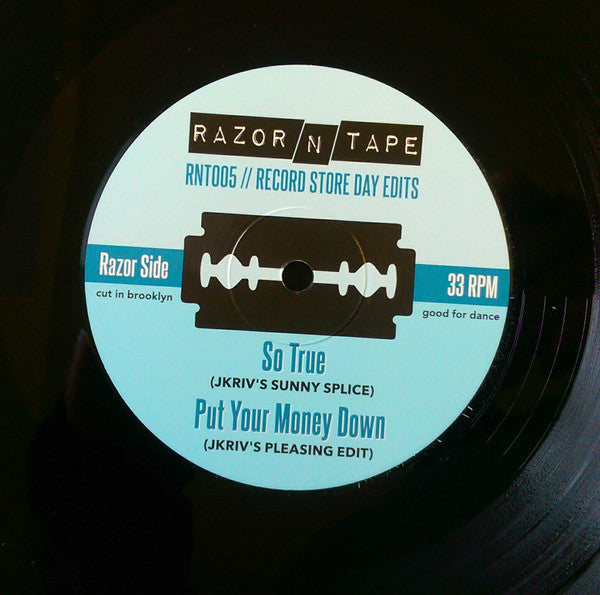 RAZOR N TAPE
RNT005 // RECORD STORE DAY EDITS
Razor Side
cut in brooklyn
33 RPM
good for dance
So True
(JKRIV'S SUNNY SPLICE)
Put Your Money Down
(JKRIV'S PLEASING EDIT)